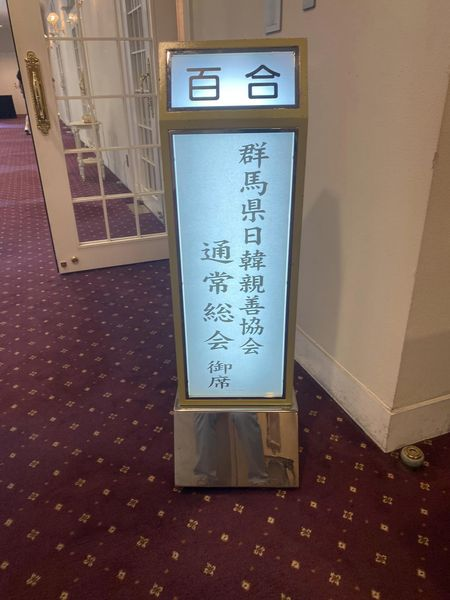 百合
群馬県日韓親善協会
通常総会 御席